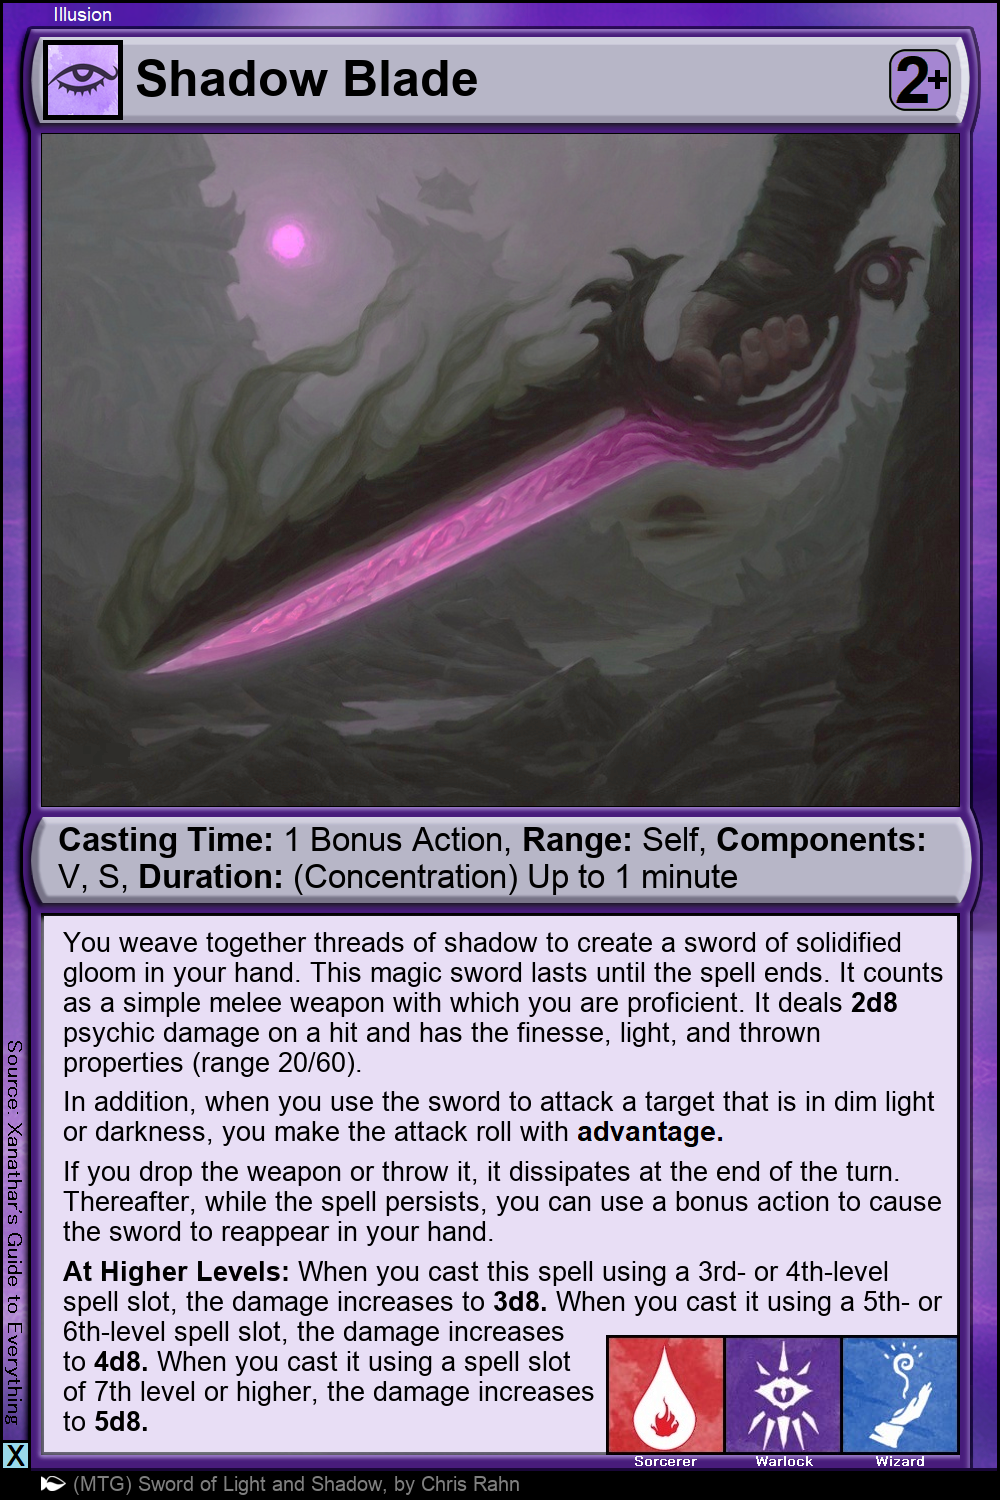 Illusion
Shadow Blade
2+
Casting Time: 1 Bonus Action, Range: Self, Components:
V, S, Duration: (Concentration) Up to 1 minute
You weave together threads of shadow to create a sword of solidified
gloom in your hand. This magic sword lasts until the spell ends. It counts
as a simple melee weapon with which you are proficient. It deals 2d8
psychic damage on a hit and has the finesse, light, and thrown
properties (range 20/60).
In addition, when you use the sword to attack a target that is in dim light
or darkness, you make the attack roll with advantage.
If you drop the weapon or throw it, it dissipates at the end of the turn.
Thereafter, while the spell persists, you can use a bonus action to cause
the sword to reappear in your hand.
At Higher Levels: When you cast this spell using a 3rd- or 4th-level
spell slot, the damage increases to 3d8. When you cast it using a 5th- or
6th-level spell slot, the damage increases
to 4d8. When you cast it using a spell slot
of 7th level or higher, the damage increases
to 5d8.
Sorcerer
Warlock
Wizard
Source: Xanathar's Guide to Everything
X
(MTG) Sword of Light and Shadow, by Chris Rahn